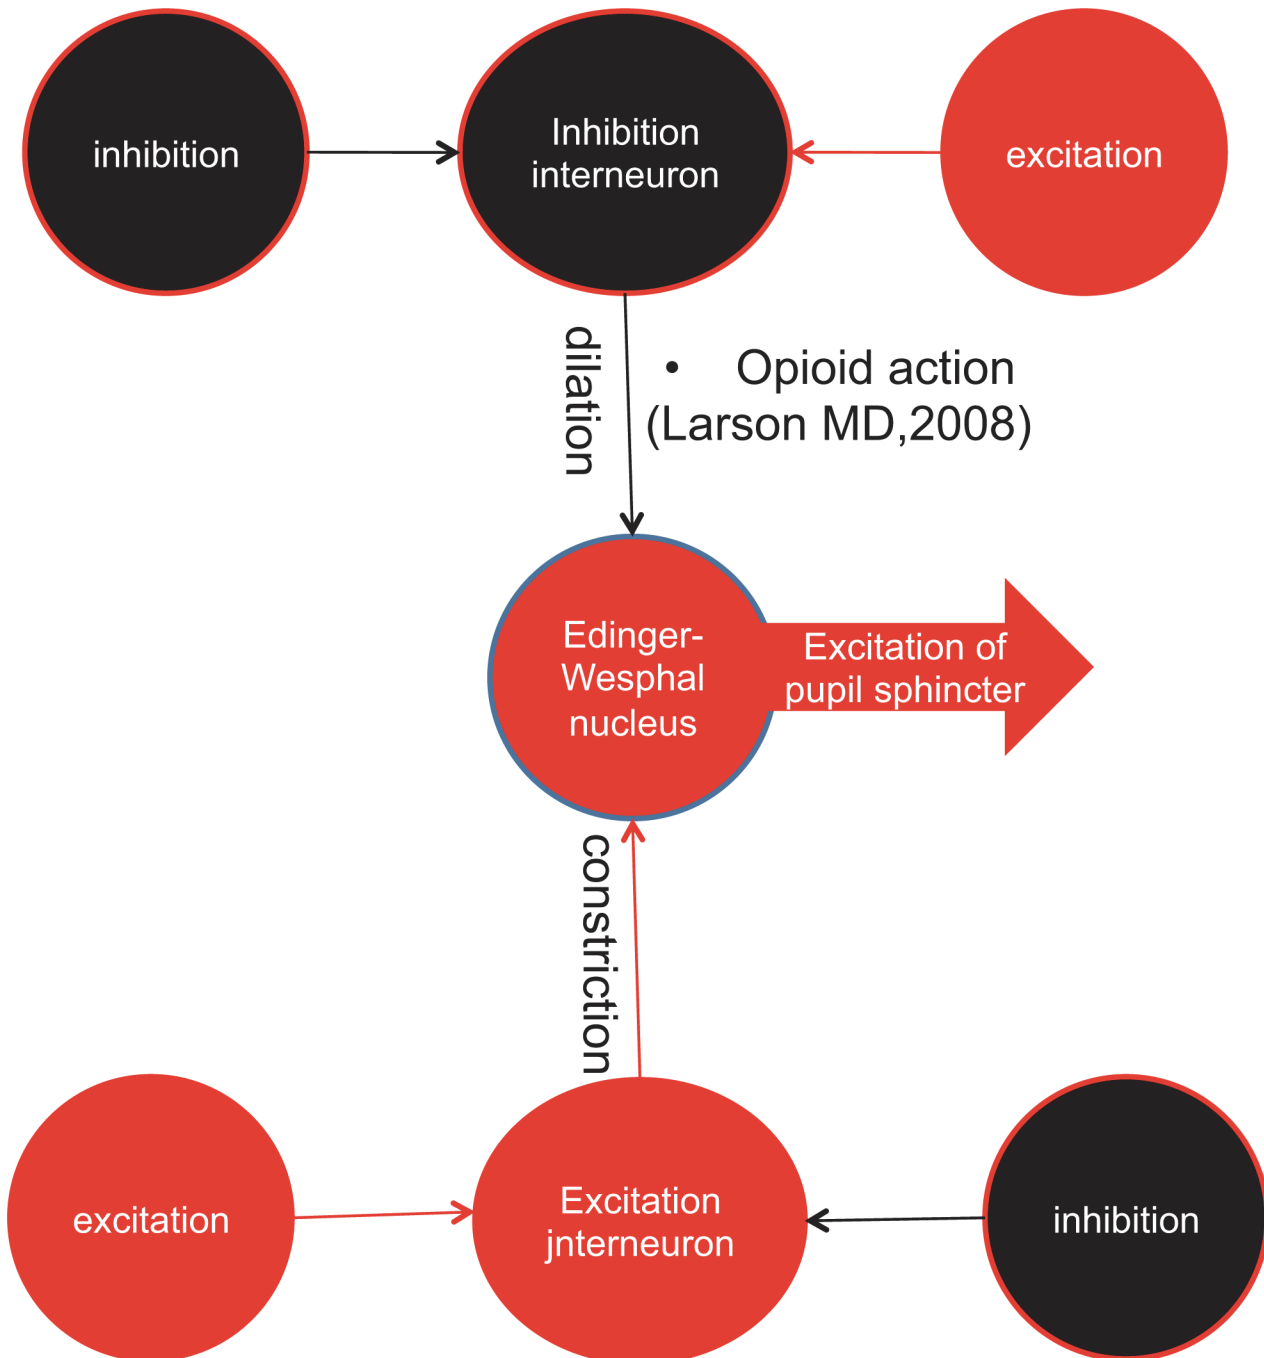 inhibition
Inhibition
interneuron
excitation
dilation
• Opioid action
(Larson MD,2008)
Edinger-
Wesphal
nucleus
Excitation of
pupil sphincter
constriction
excitation
Excitation
jnterneuron
inhibition